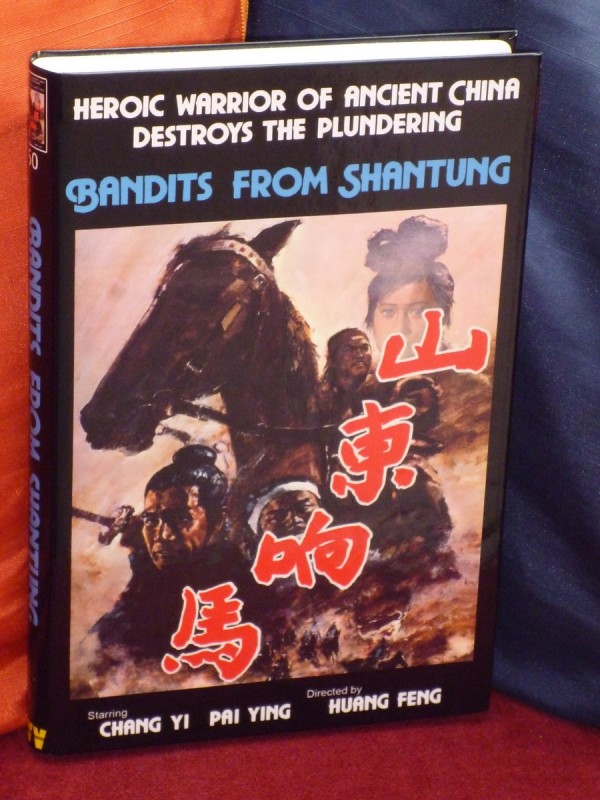 HEROIC WARRIOR OF ANCIENT CHINA
DESTROYS THE PLUNDERING
BANDITS FROM SHANTUNG
山
東
响
馬
Starring
CHANG YI PAI YING
Directed by
HUANG FENG
BANDITS FROM SHANTUNG